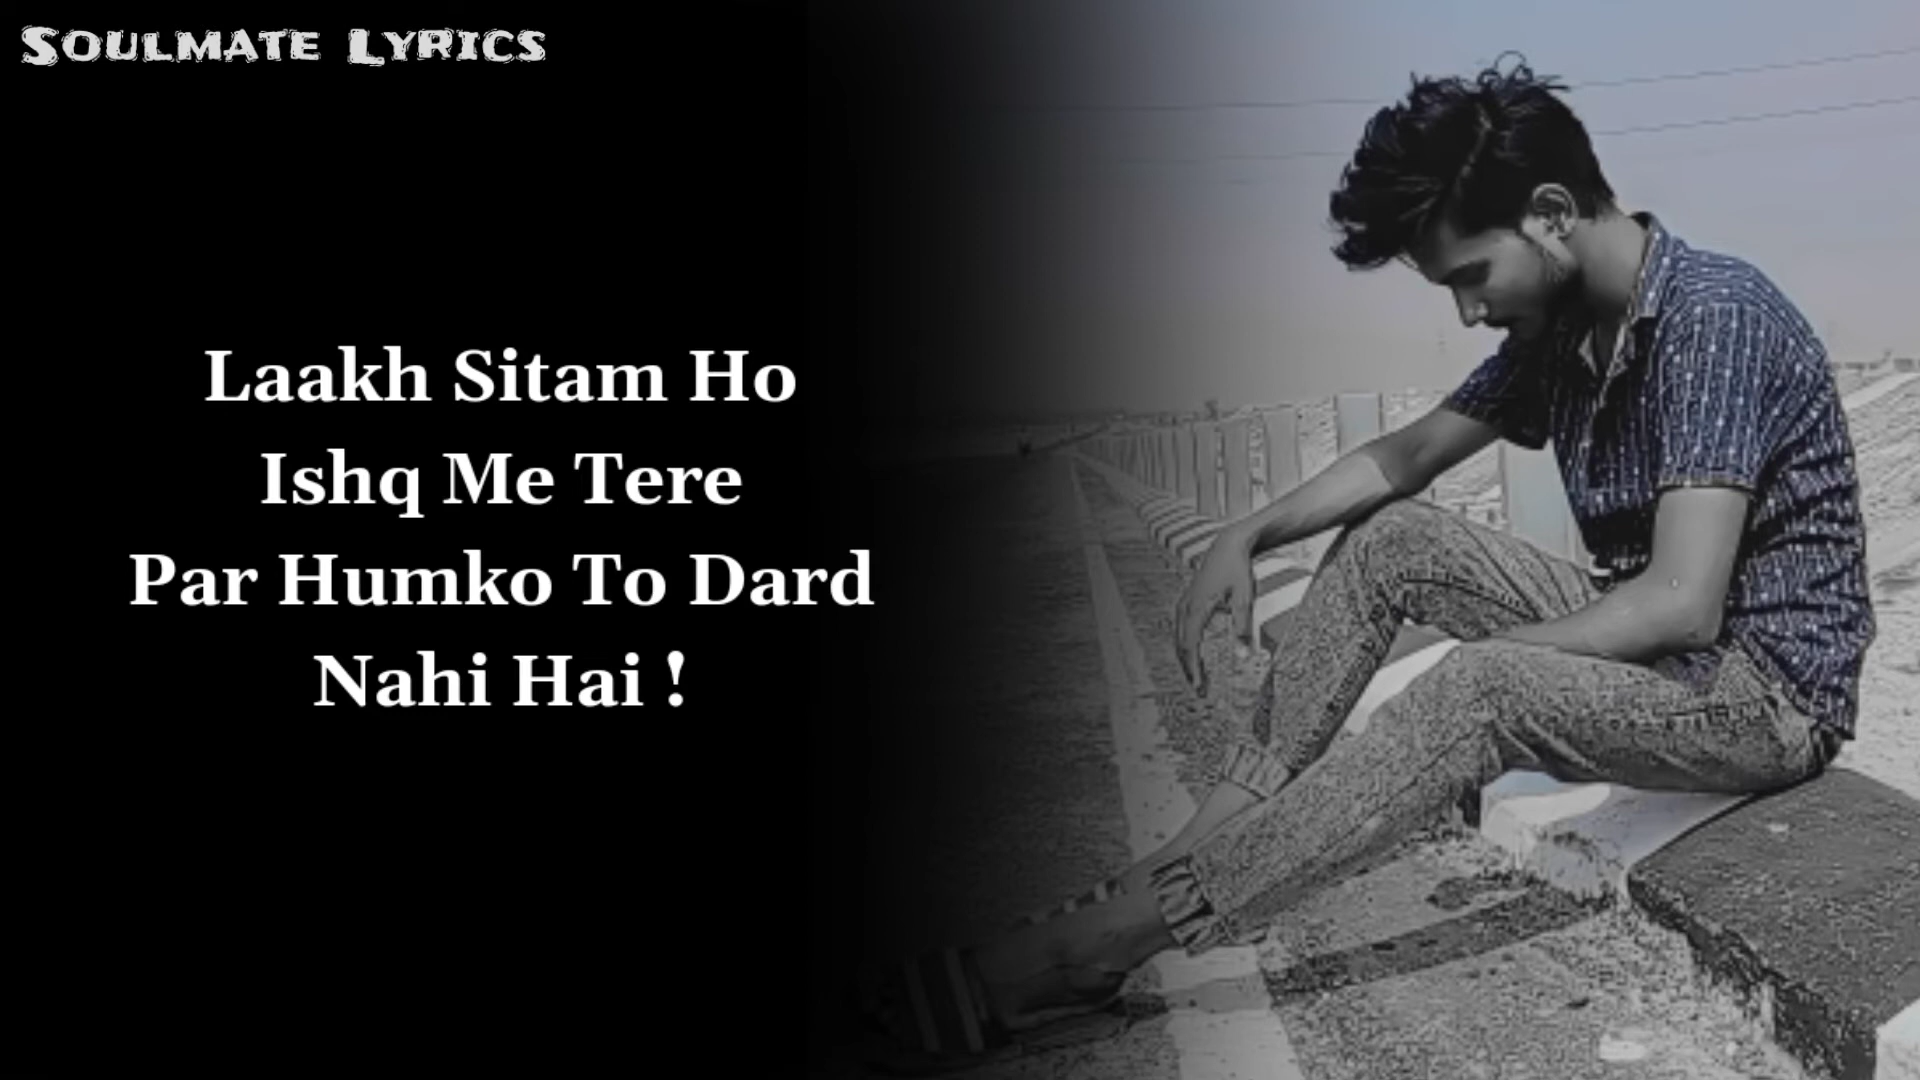 Soulmate Lyrics
Laakh Sitam Ho
Ishq Me Tere
Par Humko To Dard
Nahi Hai !